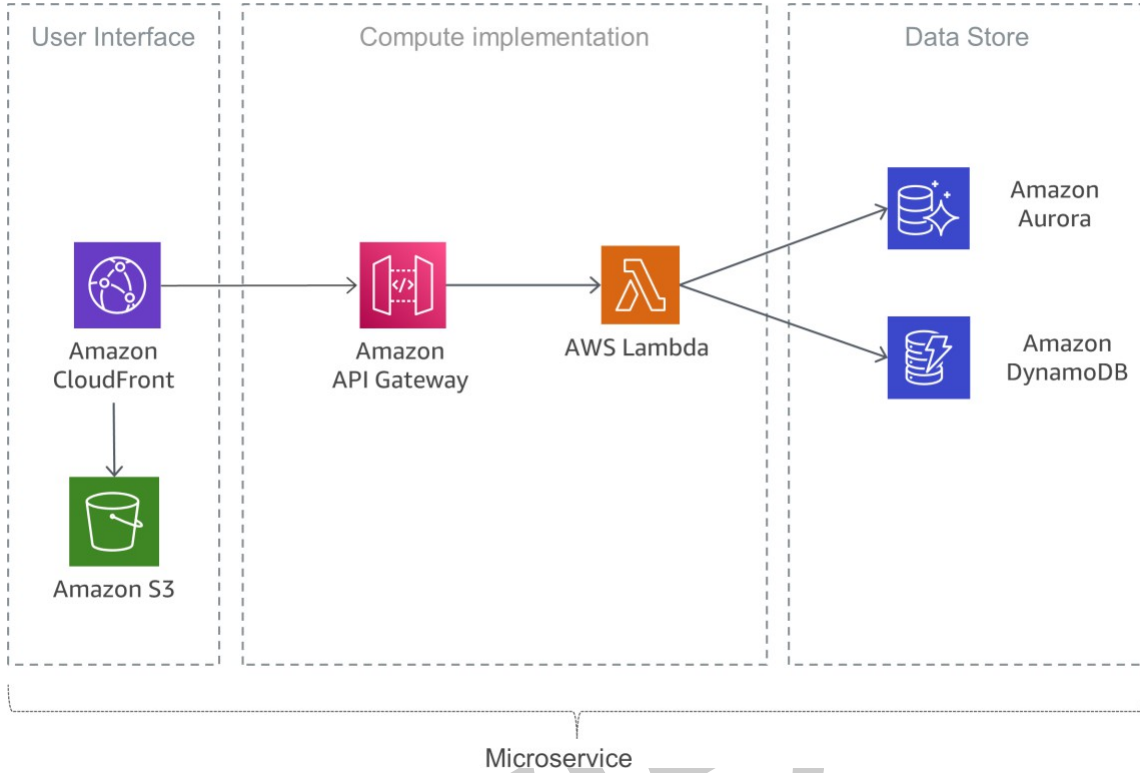 User Interface
Compute implementation
Data Store
Amazon
Aurora
</>
Amazon
CloudFront
Amazon
API Gateway
AWS Lambda
Amazon
DynamoDB
Amazon S3
Microservice